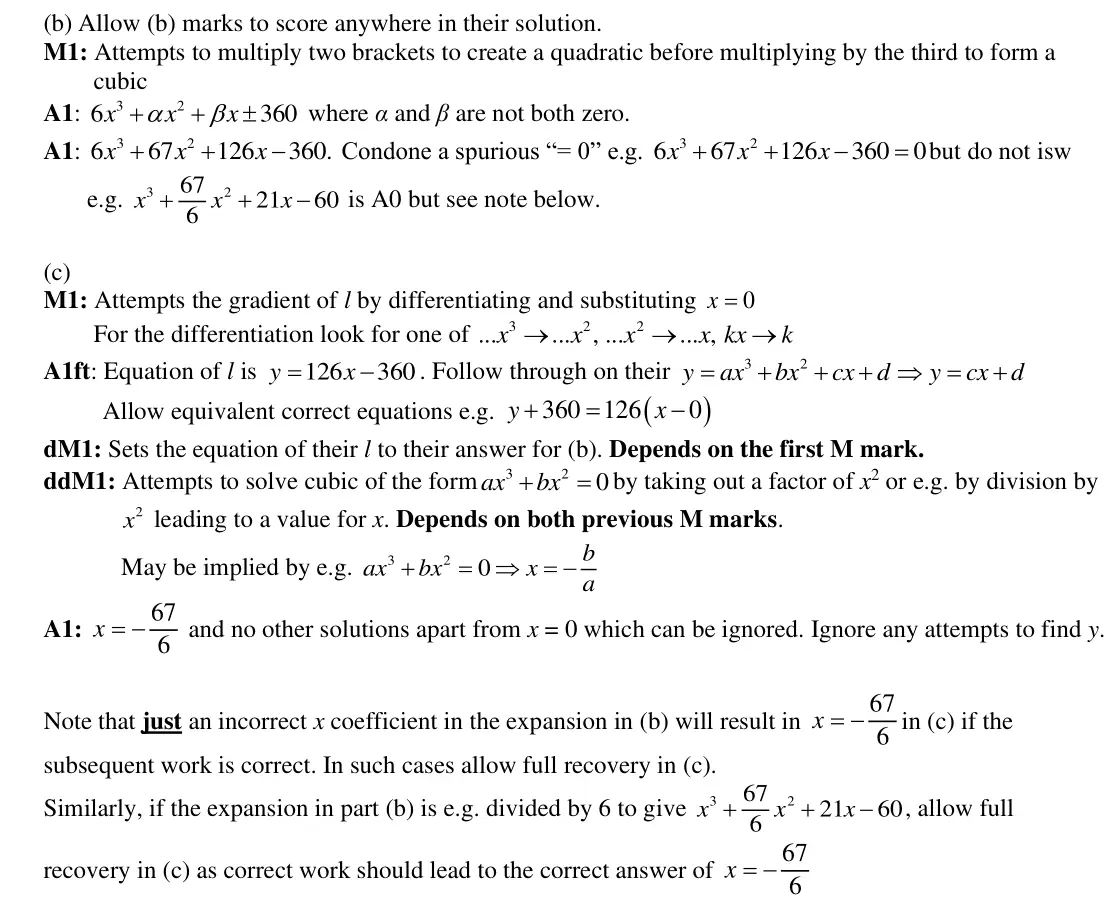 (b) Allow (b) marks to score anywhere in their solution.
M1: Attempts to multiply two brackets to create a quadratic before multiplying by the third to form a
cubic
A1: 6x³ + αx² + βx ± 360 where α and β are not both zero.
A1: 6x³ + 67x² + 126x − 360. Condone a spurious “= 0” e.g. 6x³ + 67x² + 126x − 360 = 0 but do not isw
e.g. x³ + 67/6 x² + 21x − 60 is A0 but see note below.
(c)
M1: Attempts the gradient of l by differentiating and substituting x = 0
For the differentiation look for one of ...x³ → ...x², ...x² → ...x, kx → k
A1ft: Equation of l is y = 126x − 360. Follow through on their y = ax³ + bx² + cx + d ⇒ y = cx + d
Allow equivalent correct equations e.g. y + 360 = 126(x − 0)
dM1: Sets the equation of their l to their answer for (b). Depends on the first M mark.
ddM1: Attempts to solve cubic of the form ax³ + bx² = 0 by taking out a factor of x² or e.g. by division by
x² leading to a value for x. Depends on both previous M marks.
May be implied by e.g. ax³ + bx² = 0 ⇒ x = −b/a
A1: x = −67/6 and no other solutions apart from x = 0 which can be ignored. Ignore any attempts to find y.
Note that just an incorrect x coefficient in the expansion in (b) will result in x = −67/6 in (c) if the
subsequent work is correct. In such cases allow full recovery in (c).
Similarly, if the expansion in part (b) is e.g. divided by 6 to give x³ + 67/6 x² + 21x − 60, allow full
recovery in (c) as correct work should lead to the correct answer of x = −67/6